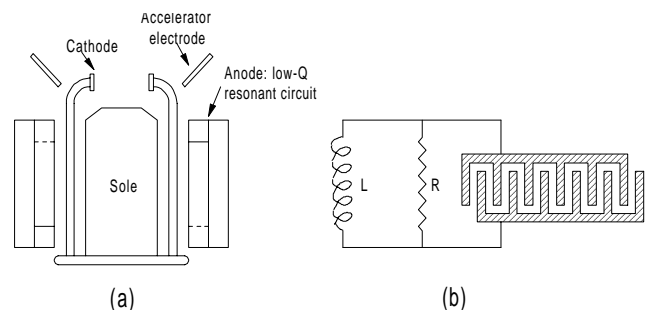 Accelerator
electrode
Cathode
Anode: low-Q
resonant circuit
Sole
L
R
(a)
(b)